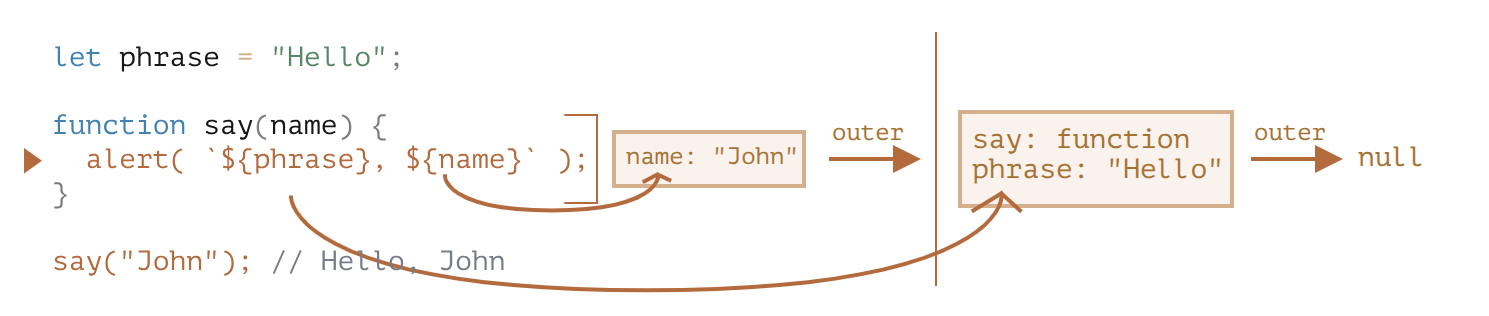 let phrase = "Hello";
function say(name) {
alert( `${phrase}, ${name}` );
}
say("John"); // Hello, John
name: "John"
outer
say: function
phrase: "Hello"
outer
null